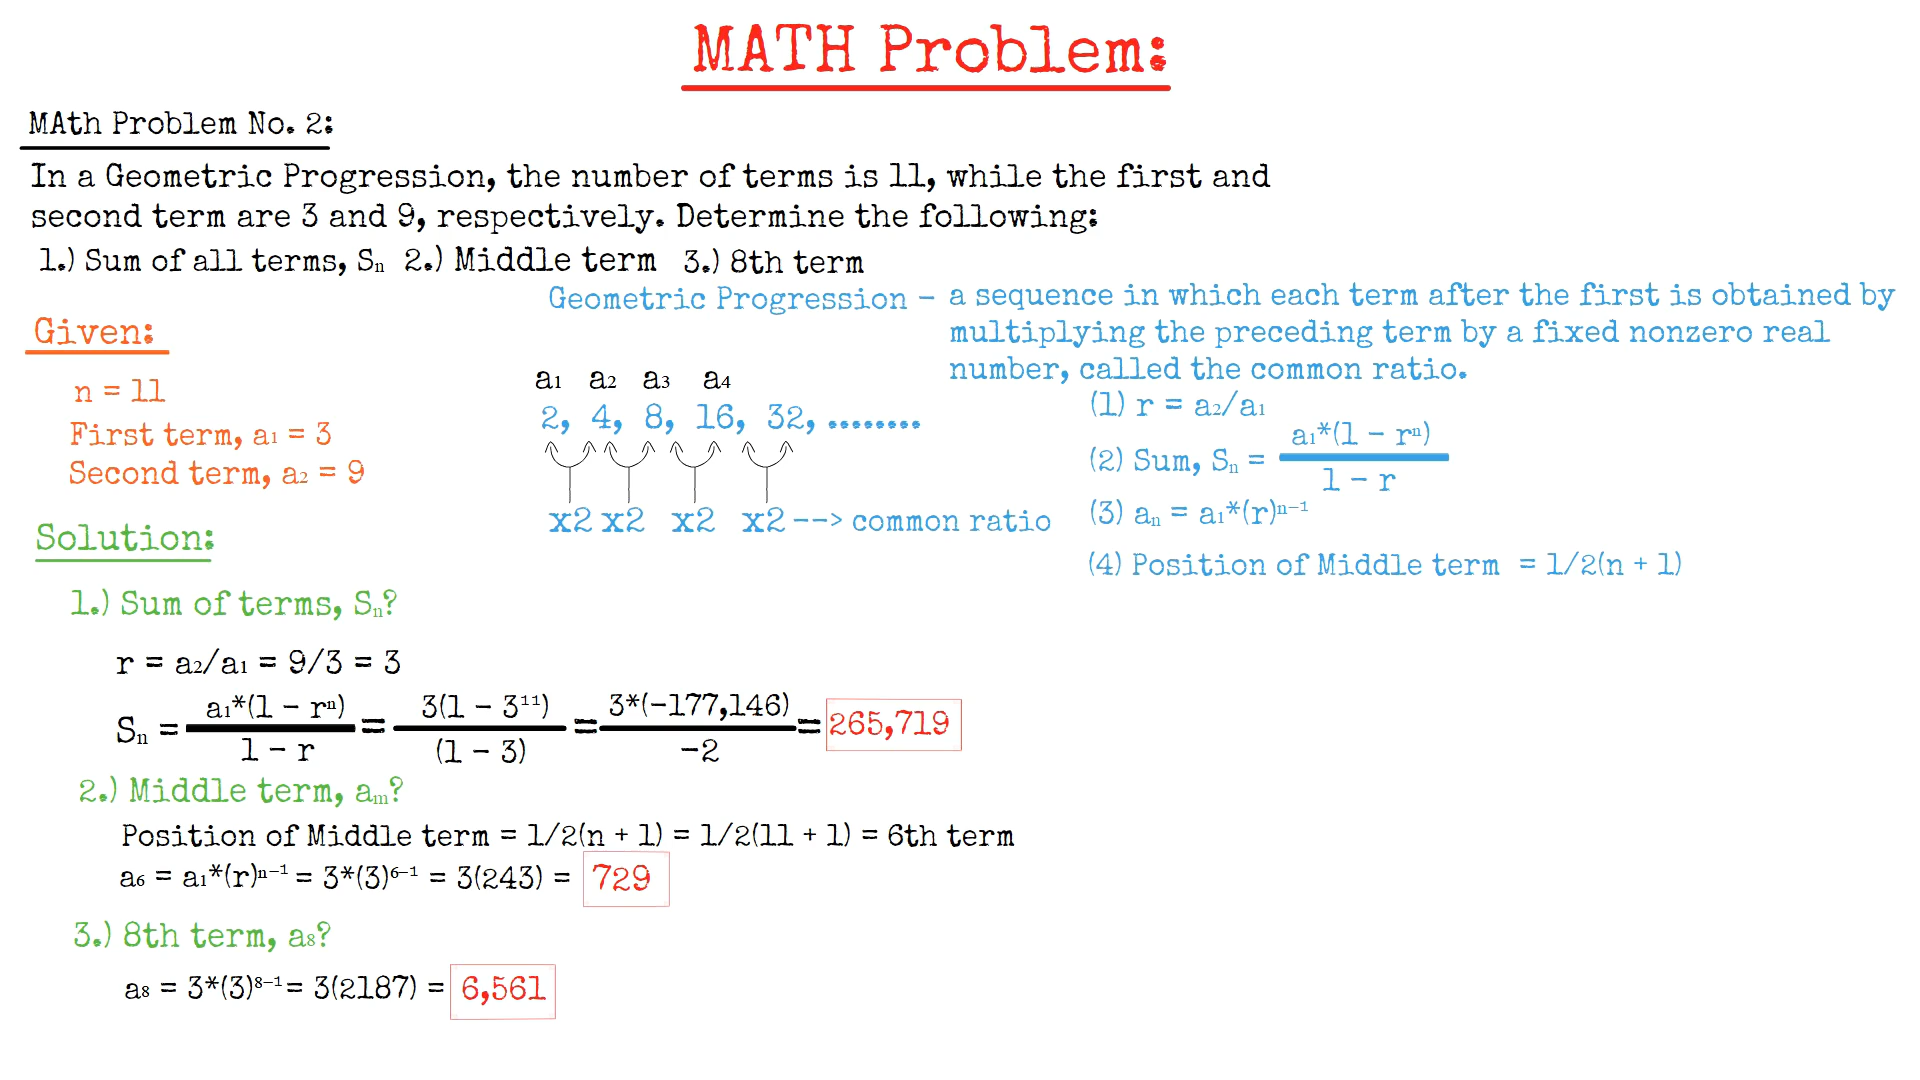 MATH Problem:
MAth Problem No. 2:
In a Geometric Progression, the number of terms is 11, while the first and
second term are 3 and 9, respectively. Determine the following:
1.) Sum of all terms, Sn 2.) Middle term 3.) 8th term
Geometric Progression - a sequence in which each term after the first is obtained by
multiplying the preceding term by a fixed nonzero real
number, called the common ratio.
Given:
n = 11
First term, a1 = 3
Second term, a2 = 9
a1 a2 a3 a4
2, 4, 8, 16, 32, ........
x2 x2 x2 x2 --> common ratio
(1) r = a2/a1
(2) Sum, Sn = a1*(1 - rⁿ)
1 - r
(3) an = a1*(r)ⁿ⁻¹
(4) Position of Middle term = 1/2(n + 1)
Solution:
1.) Sum of terms, Sn?
r = a2/a1 = 9/3 = 3
Sn = a1*(1 - rⁿ) = 3(1 - 3¹¹) = 3*(-177,146) = 265,719
1 - r (1 - 3) -2
2.) Middle term, am?
Position of Middle term = 1/2(n + 1) = 1/2(11 + 1) = 6th term
a6 = a1*(r)ⁿ⁻¹ = 3*(3)⁶⁻¹ = 3(243) = 729
3.) 8th term, a8?
a8 = 3*(3)⁸⁻¹ = 3(2187) = 6,561